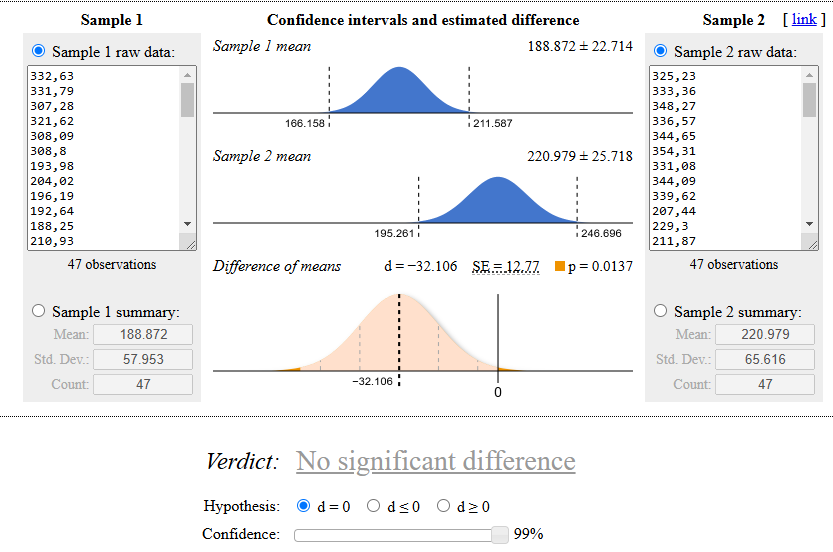 Sample 1
Confidence intervals and estimated difference
Sample 2 [ link ]
Sample 1 raw data:
332,63
331,79
307,28
321,62
308,09
308,8
193,98
204,02
196,19
192,64
188,25
210,93
47 observations
Sample 1 summary:
Mean: 188.872
Std. Dev.: 57.953
Count: 47
Sample 1 mean 188.872 ± 22.714
166.158 211.587
Sample 2 mean 220.979 ± 25.718
195.261 246.696
Difference of means d = −32.106 SE = 12.77 p = 0.0137
−32.106
0
Sample 2 raw data:
325,23
333,36
348,27
336,57
344,65
354,31
331,08
344,09
339,62
207,44
229,3
211,87
47 observations
Sample 2 summary:
Mean: 220.979
Std. Dev.: 65.616
Count: 47
Verdict: No significant difference
Hypothesis: d = 0 d ≤ 0 d ≥ 0
Confidence: 99%